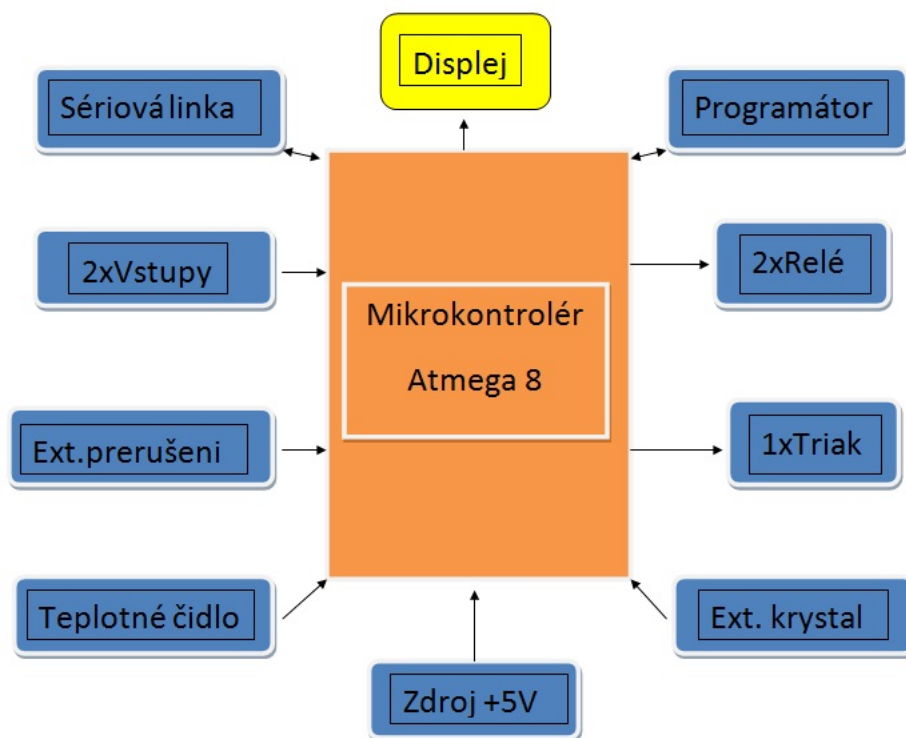 Displej
Sériová linka
Programátor
2xVstupy
2xRelé
Mikrokontrolér
Atmega 8
Ext.prerušeni
1xTriak
Teplotné čidlo
Ext. krystal
Zdroj +5V